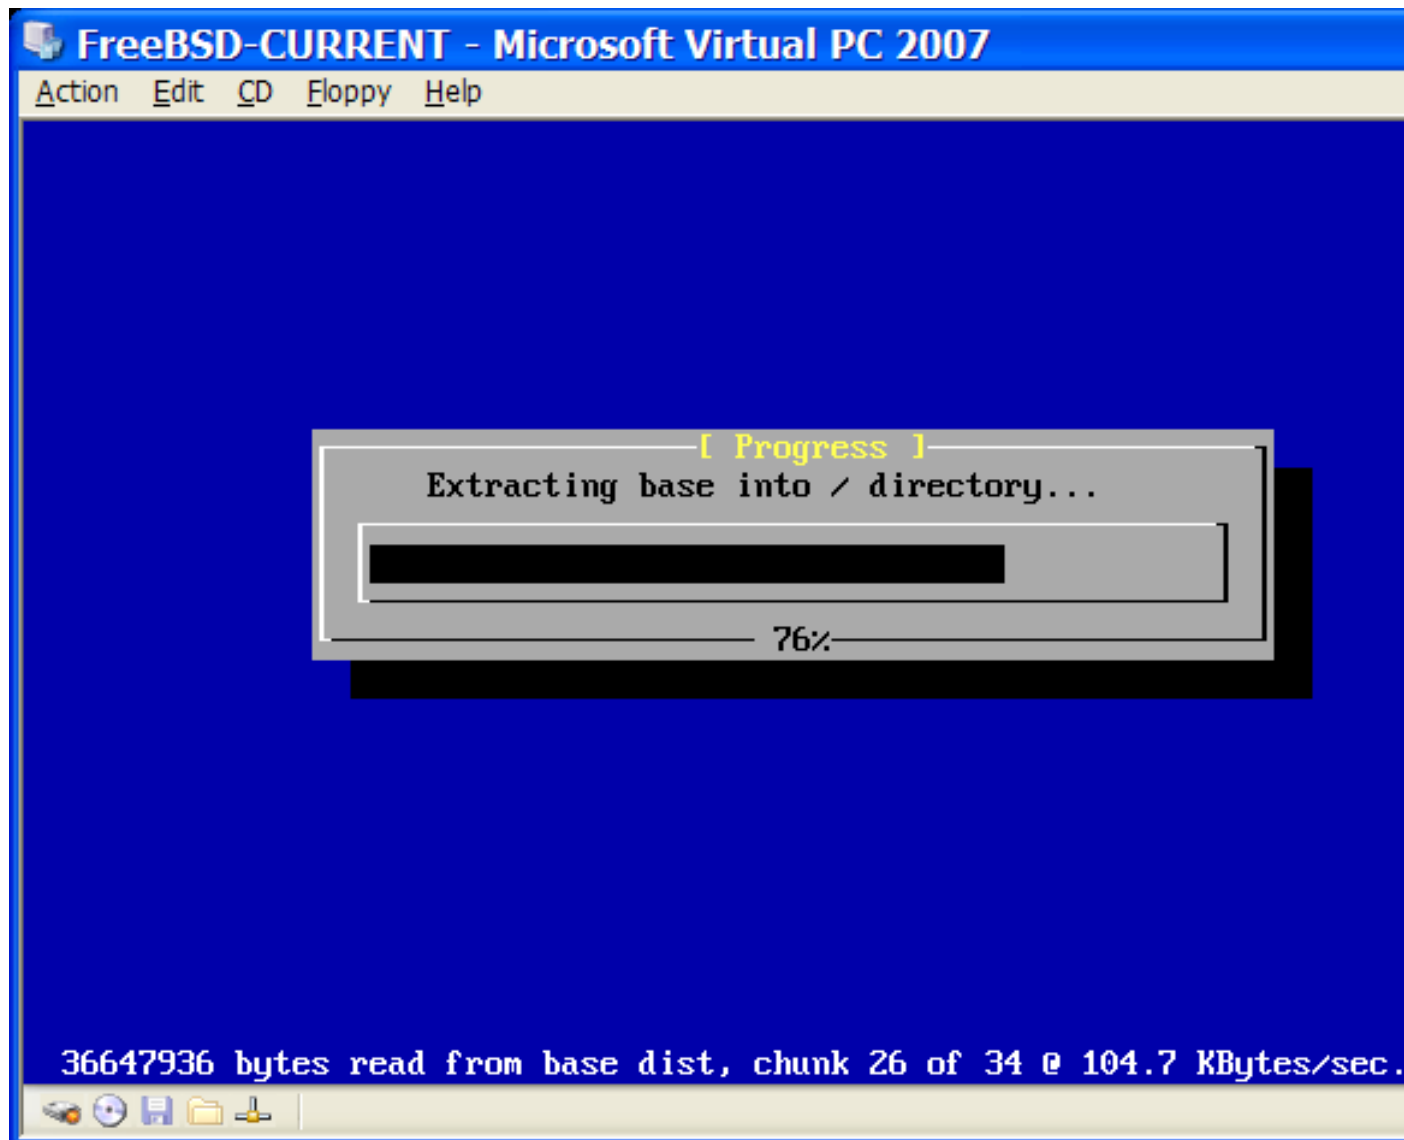 FreeBSD-CURRENT - Microsoft Virtual PC 2007
Action Edit CD Floppy Help
[ Progress ]
Extracting base into / directory...
76%
36647936 bytes read from base dist, chunk 26 of 34 @ 104.7 KBytes/sec.